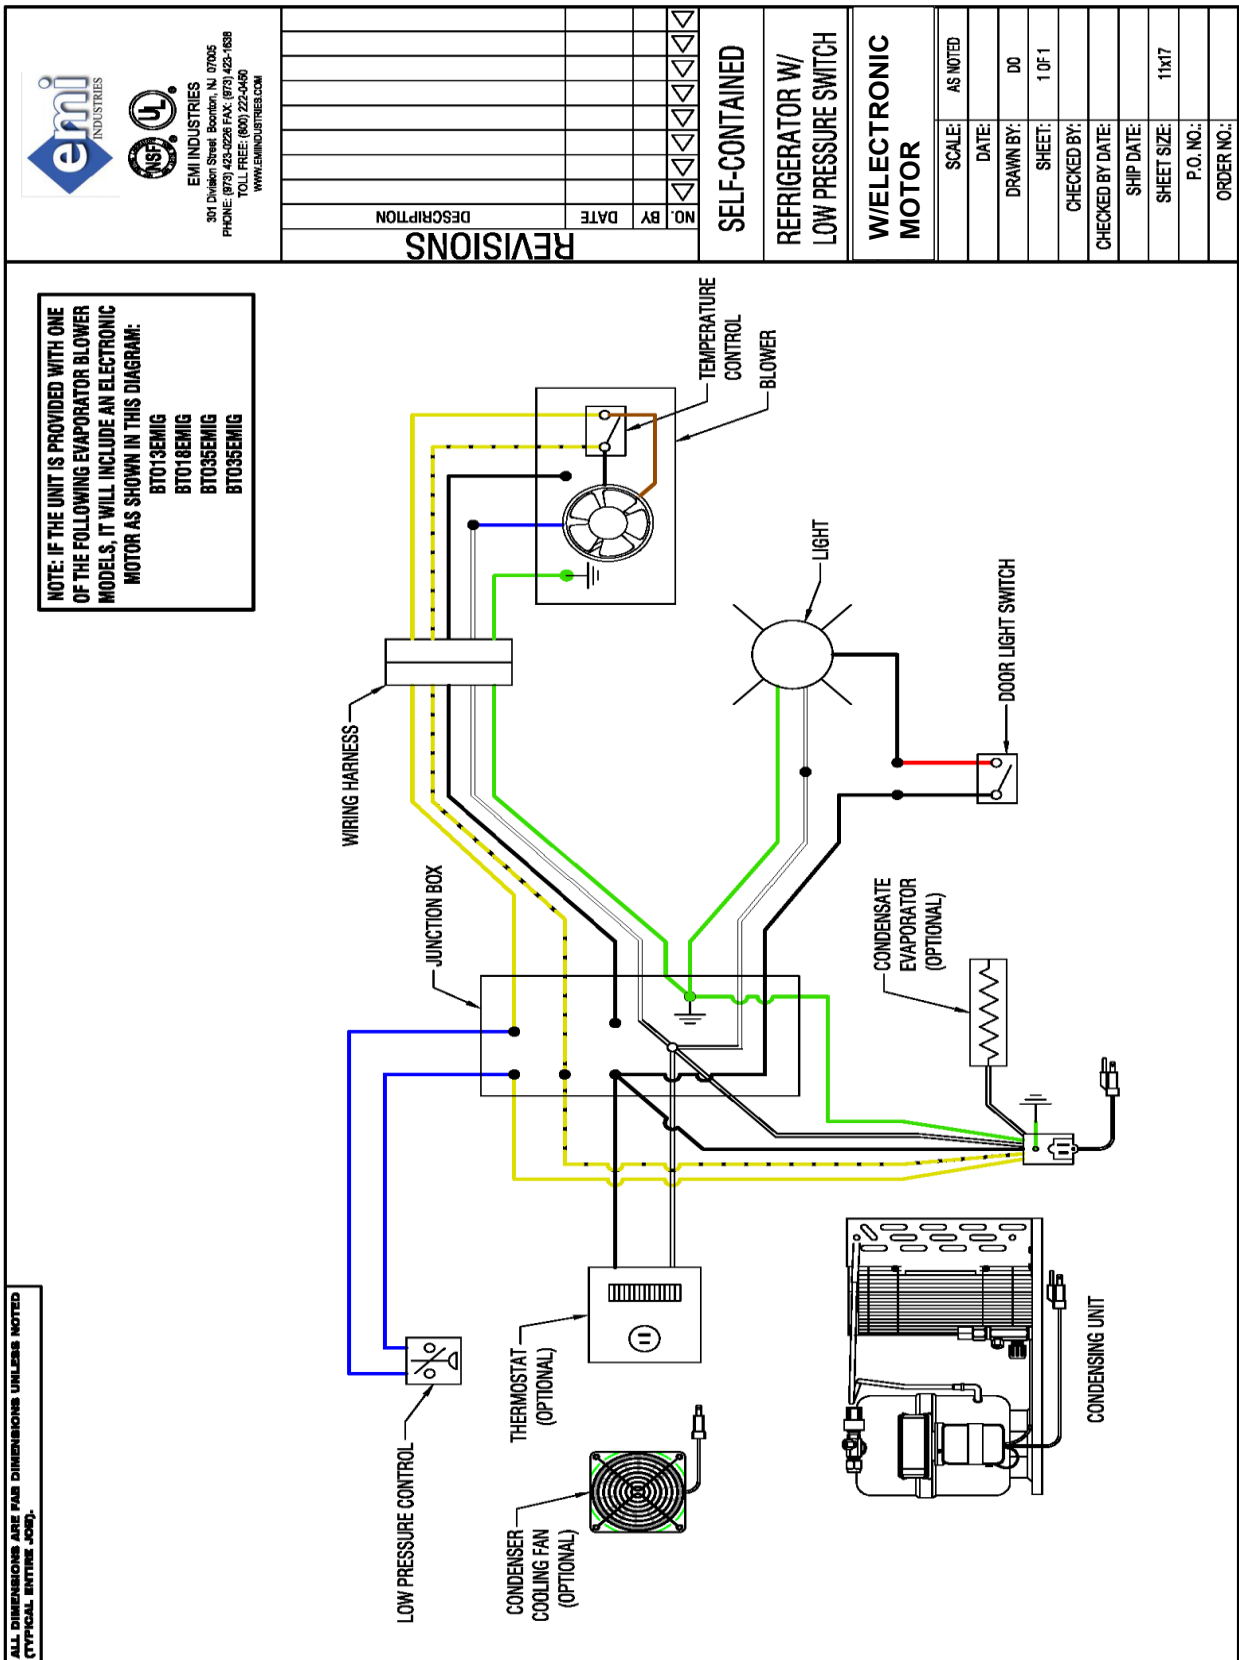 ALL DIMENSIONS ARE FAB DIMENSIONS UNLESS NOTED
(TYPICAL ENTIRE JOB).
NOTE: IF THE UNIT IS PROVIDED WITH ONE
OF THE FOLLOWING EVAPORATOR BLOWER
MODELS, IT WILL INCLUDE AN ELECTRONIC
MOTOR AS SHOWN IN THIS DIAGRAM:
BTO13EMIG
BTO18EMIG
BTO35EMIG
BTO35EMIG
emi
INDUSTRIES
NSF
UL
EMI INDUSTRIES
301 Division Street Boonton, NJ 07005
PHONE: (973) 423-0226 FAX: (973) 423-1638
TOLL FREE: (800) 222-0450
WWW.EMIINDUSTRIES.COM
REVISIONS
NO.
BY
DATE
DESCRIPTION
SELF-CONTAINED
REFRIGERATOR W/
LOW PRESSURE SWITCH
W/ELECTRONIC
MOTOR
SCALE: AS NOTED
DATE:
DRAWN BY: DO
SHEET: 1 OF 1
CHECKED BY:
CHECKED BY DATE:
SHIP DATE:
SHEET SIZE: 11x17
P.O. NO.:
ORDER NO.:
LOW PRESSURE CONTROL
JUNCTION BOX
WIRING HARNESS
TEMPERATURE
CONTROL
BLOWER
LIGHT
DOOR LIGHT SWITCH
CONDENSATE
EVAPORATOR
(OPTIONAL)
THERMOSTAT
(OPTIONAL)
CONDENSER
COOLING FAN
(OPTIONAL)
CONDENSING UNIT